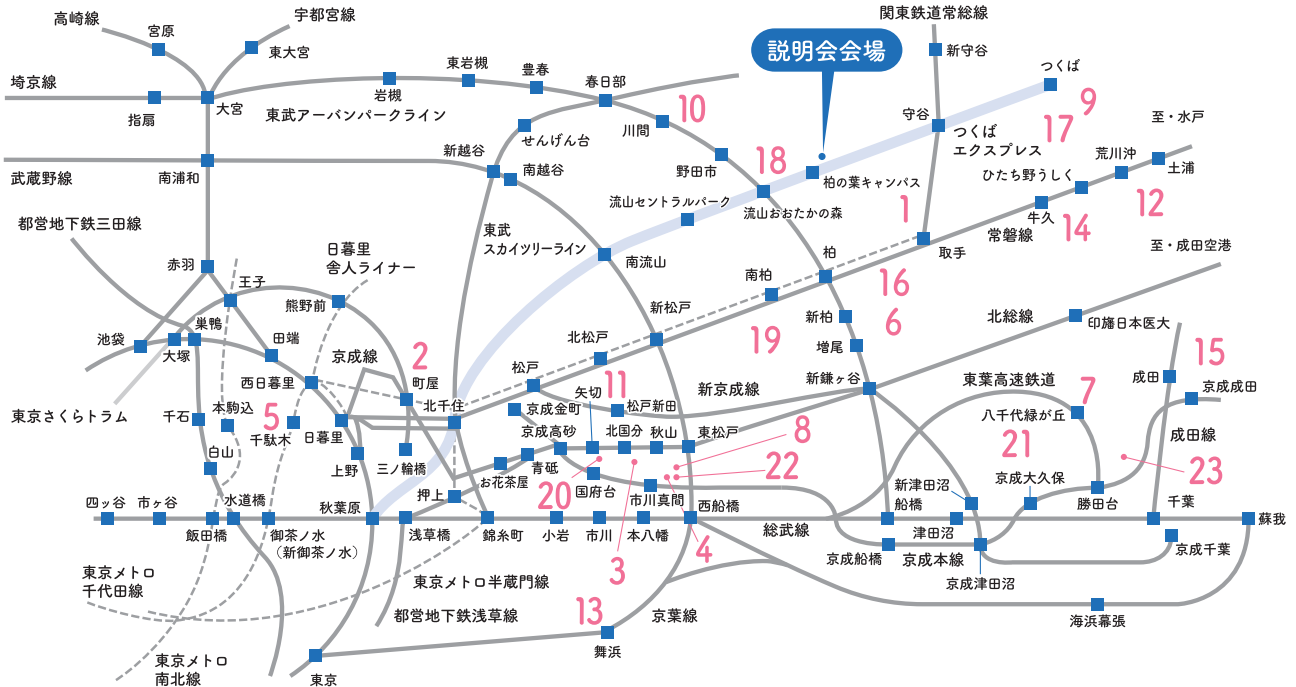 高崎線
宇都宮線
関東鉄道常総線
宮原
東大宮
新守谷
説明会会場
つくば
埼京線
指扇
大宮
岩槻
東岩槻
豊春
春日部
東武アーバンパークライン
川間
10
9
17
守谷
つくば
エクスプレス
至・水戸
せんげん台
新越谷
南越谷
野田市
18
柏の葉キャンパス
荒川沖
土浦
ひたち野うしく
武蔵野線
南浦和
流山セントラルパーク
流山おおたかの森
1
牛久
14
12
常磐線
都営地下鉄三田線
日暮里
舎人ライナー
東武
スカイツリーライン
南流山
柏
取手
至・成田空港
赤羽
王子
熊野前
南柏
16
新松戸
新柏
6
北総線
印旛日本医大
巣鴨
池袋
大塚
田端
京成線
2
北松戸
19
増尾
15
西日暮里
町屋
松戸
11
新京成線
新鎌ヶ谷
東葉高速鉄道
7
成田
京成成田
東京さくらトラム
千石
本駒込
5
千駄木
日暮里
北千住
京成金町
矢切
松戸新田
八千代緑が丘
白山
上野
三ノ輪橋
京成高砂
北国分
秋山
東松戸
8
21
成田線
青砥
お花茶屋
22
23
四ッ谷
市ヶ谷
水道橋
秋葉原
押上
20
国府台
市川真間
西船橋
新津田沼
京成大久保
船橋
勝田台
千葉
飯田橋
御茶ノ水
（新御茶ノ水）
浅草橋
錦糸町
小岩
市川
本八幡
4
総武線
津田沼
蘇我
3
京成船橋
京成本線
京成津田沼
京成千葉
東京メトロ
千代田線
東京メトロ半蔵門線
都営地下鉄浅草線
13
京葉線
海浜幕張
舞浜
東京メトロ
南北線
東京